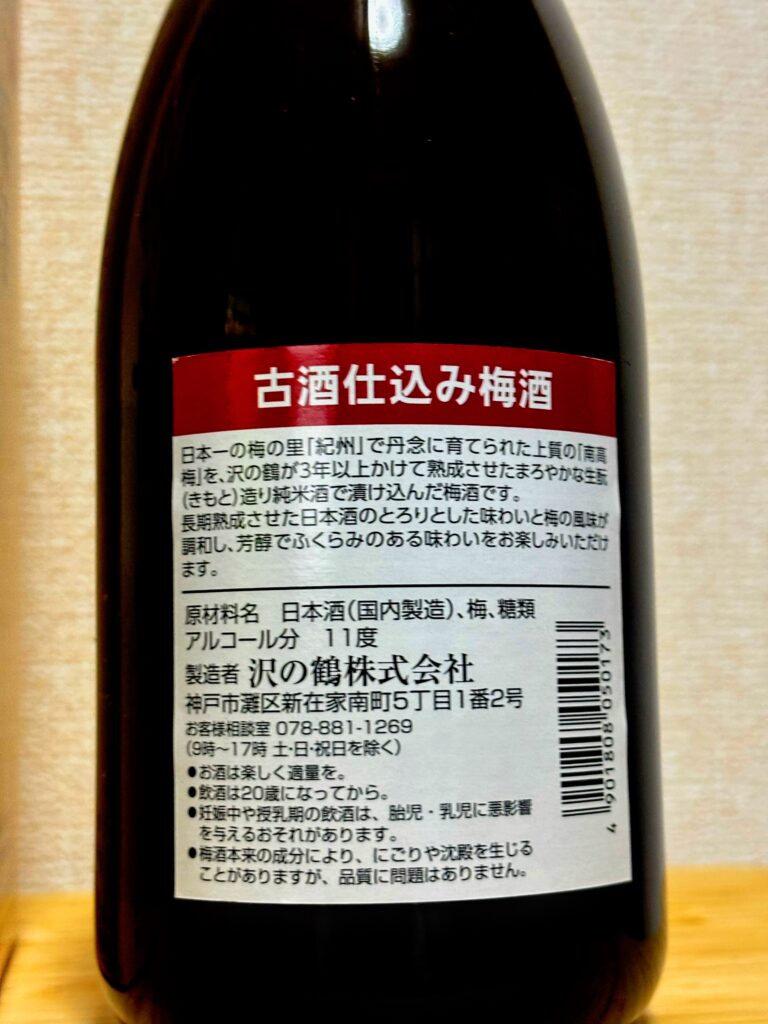 古酒仕込み梅酒
日本一の梅の里「紀州」で丹念に育てられた上質の「南高
梅」を、沢の鶴が3年以上かけて熟成させたまろやかな生酛
(きもと)造り純米酒で漬け込んだ梅酒です。
長期熟成させた日本酒のとろりとした味わいと梅の風味が
調和し、芳醇でふくらみのある味わいをお楽しみいただけ
ます。
原材料名 日本酒(国内製造)、梅、糖類
アルコール分 11度
製造者 沢の鶴株式会社
神戸市灘区新在家南町5丁目1番2号
お客様相談室 078-881-1269
(9時～17時 土・日・祝日を除く)
●お酒は楽しく適量を。
●飲酒は20歳になってから。
●妊娠中や授乳期の飲酒は、胎児・乳児に悪影響
を与えるおそれがあります。
●梅酒本来の成分により、にごりや沈殿を生じる
ことがありますが、品質に問題はありません。
4 901808 050173